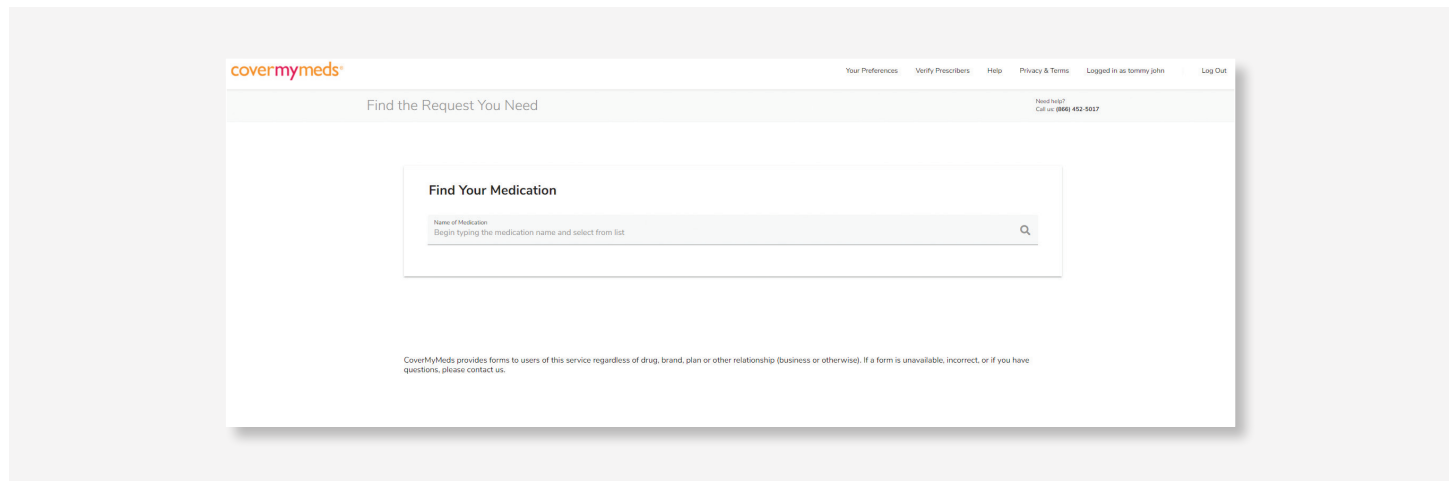 covermymeds®
Your Preferences Verify Prescribers Help Privacy & Terms Logged in as tommy john Log Out
Find the Request You Need
Need help?
Call us: (866) 452-5017
Find Your Medication
Name of Medication
Begin typing the medication name and select from list
CoverMyMeds provides forms to users of this service regardless of drug, brand, plan or other relationship (business or otherwise). If a form is unavailable, incorrect, or if you have
questions, please contact us.